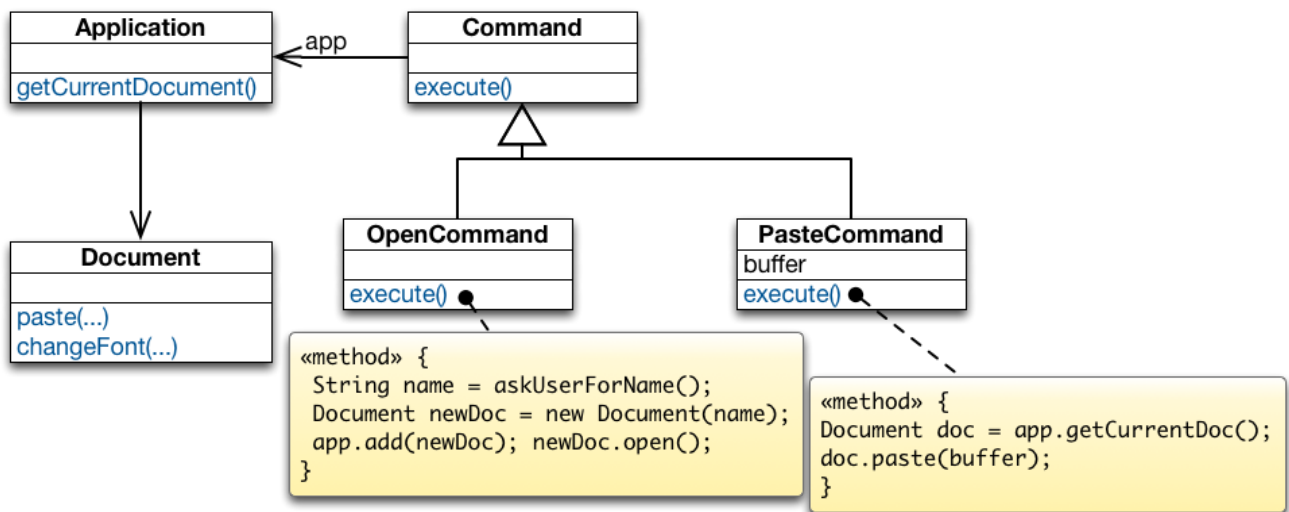 Application
getCurrentDocument()
app
Command
execute()
Document
paste(...)
changeFont(...)
OpenCommand
execute()
PasteCommand
buffer
execute()
«method» {
String name = askUserForName();
Document newDoc = new Document(name);
app.add(newDoc); newDoc.open();
}
«method» {
Document doc = app.getCurrentDoc();
doc.paste(buffer);
}